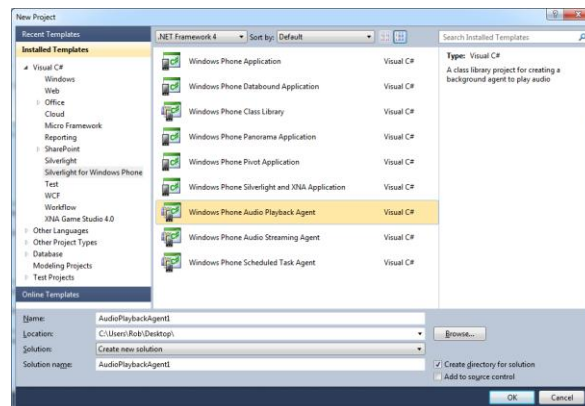 New Project
Recent Templates
Installed Templates
Visual C#
Windows
Web
Office
Cloud
Micro Framework
Reporting
SharePoint
Silverlight
Silverlight for Windows Phone
Test
WCF
Workflow
XNA Game Studio 4.0
Other Languages
Other Project Types
Database
Modeling Projects
Test Projects
Online Templates
.NET Framework 4 Sort by: Default
Windows Phone Application Visual C#
Windows Phone Databound Application Visual C#
Windows Phone Class Library Visual C#
Windows Phone Panorama Application Visual C#
Windows Phone Pivot Application Visual C#
Windows Phone Silverlight and XNA Application Visual C#
Windows Phone Audio Playback Agent Visual C#
Windows Phone Audio Streaming Agent Visual C#
Windows Phone Scheduled Task Agent Visual C#
Search Installed Templates
Type: Visual C#
A class library project for creating a
background agent to play audio
Name: AudioPlaybackAgent1
Location: C:\Users\Rob\Desktop\ Browse...
Solution: Create new solution
Solution name: AudioPlaybackAgent1
Create directory for solution
Add to source control
OK Cancel